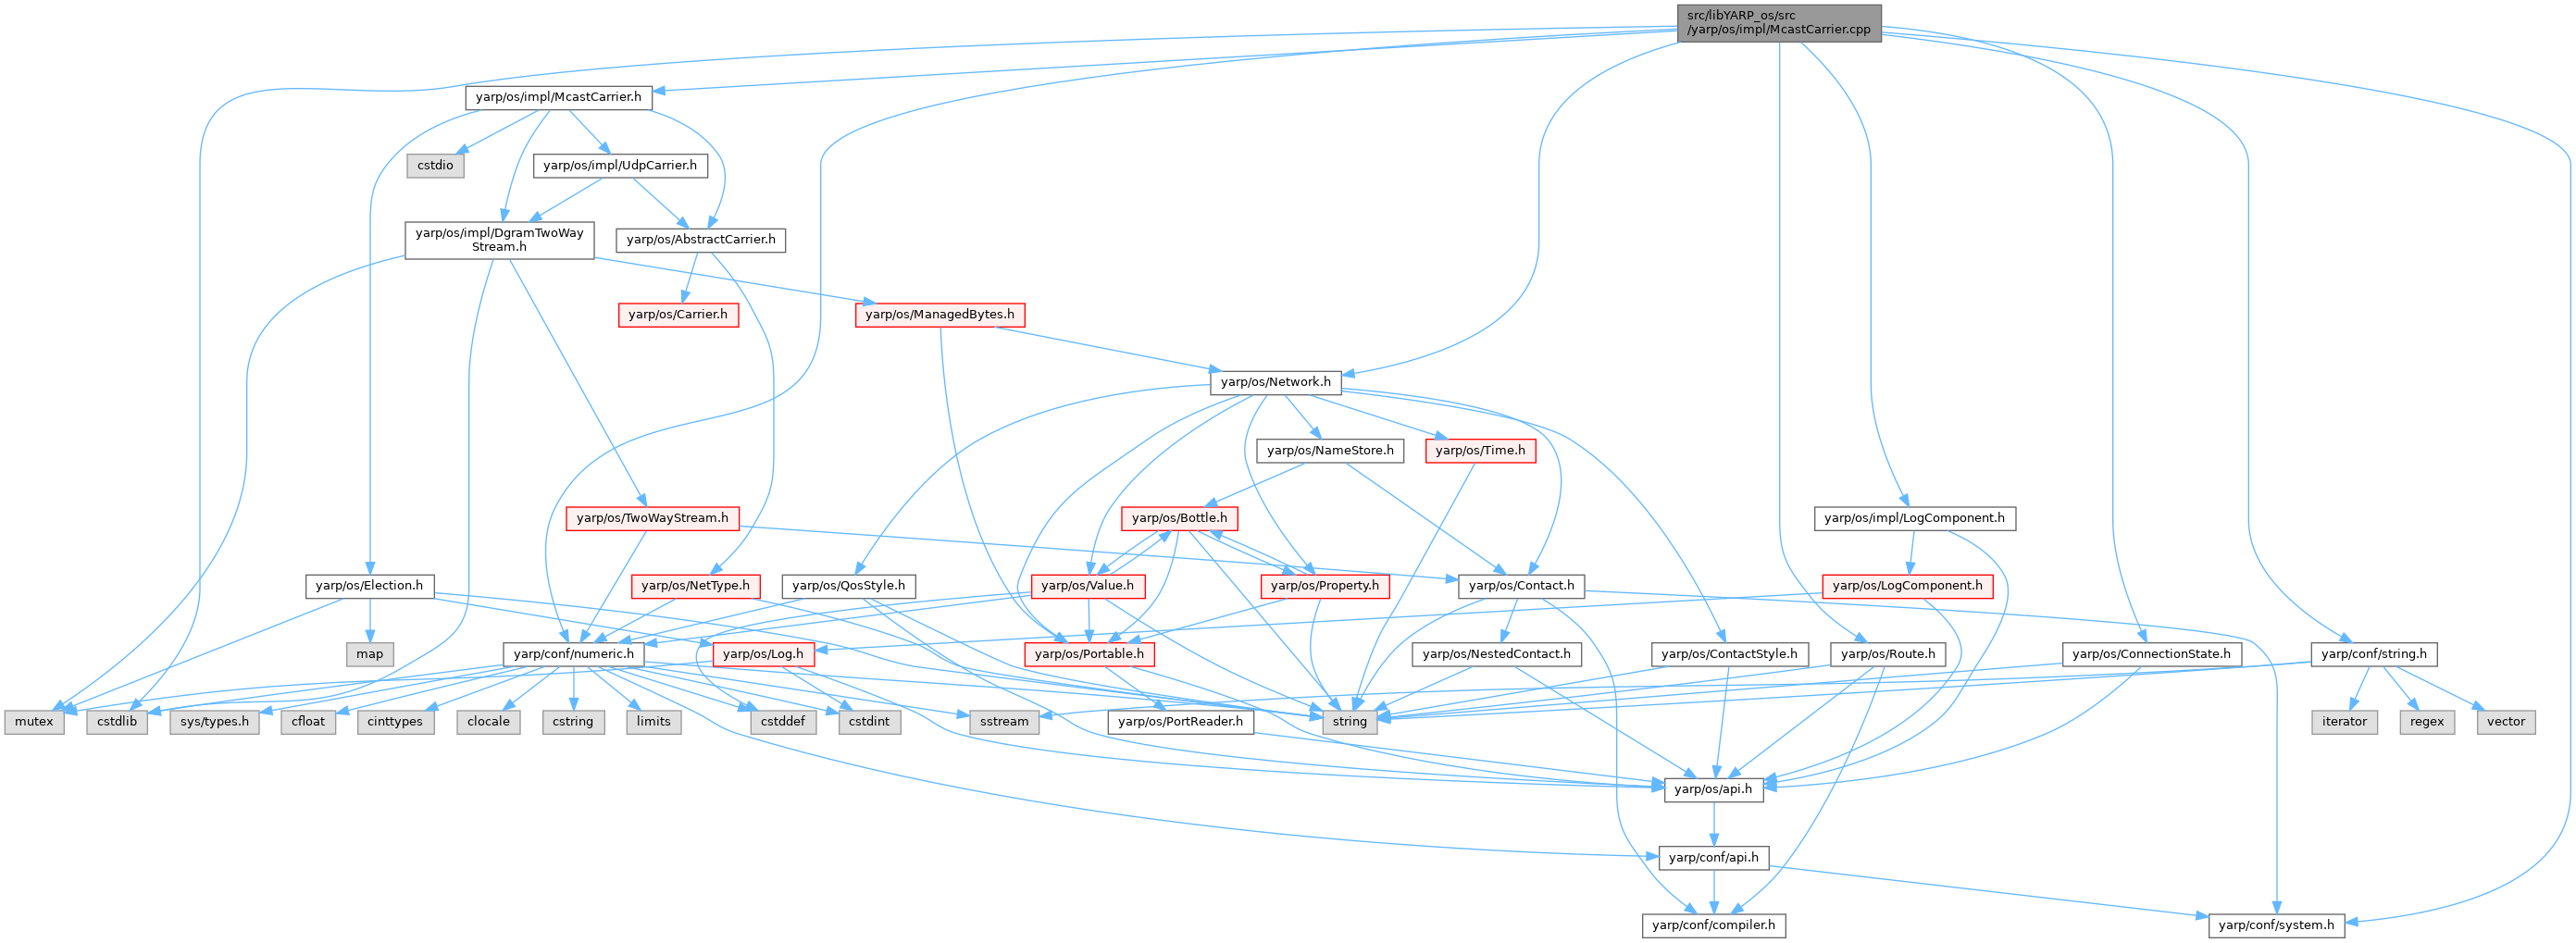 src/libYARP_os/src
/yarp/os/impl/McastCarrier.cpp
yarp/os/impl/McastCarrier.h
cstdio
yarp/os/impl/UdpCarrier.h
yarp/os/impl/DgramTwoWay
Stream.h
yarp/os/AbstractCarrier.h
yarp/os/Carrier.h
yarp/os/ManagedBytes.h
yarp/os/Network.h
yarp/os/NameStore.h
yarp/os/Time.h
yarp/os/TwoWayStream.h
yarp/os/Bottle.h
yarp/os/impl/LogComponent.h
yarp/os/Election.h
yarp/os/NetType.h
yarp/os/QosStyle.h
yarp/os/Value.h
yarp/os/Property.h
yarp/os/Contact.h
yarp/os/LogComponent.h
map
yarp/conf/numeric.h
yarp/os/Log.h
yarp/os/Portable.h
yarp/os/NestedContact.h
yarp/os/ContactStyle.h
yarp/os/Route.h
yarp/os/ConnectionState.h
yarp/conf/string.h
mutex
cstdlib
sys/types.h
cfloat
cinttypes
clocale
cstring
limits
cstddef
cstdint
sstream
yarp/os/PortReader.h
string
iterator
regex
vector
yarp/os/api.h
yarp/conf/api.h
yarp/conf/compiler.h
yarp/conf/system.h